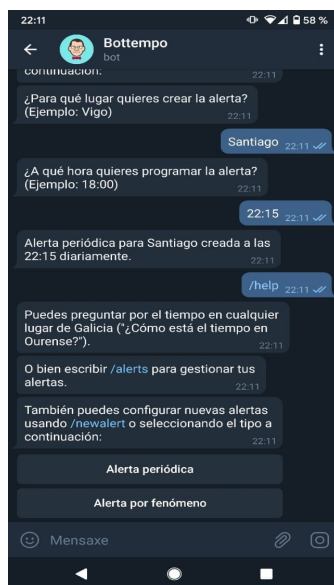 22:11
58 %
Bottempo
bot
continuación:
22:11
¿Para qué lugar quieres crear la alerta?
(Ejemplo: Vigo)
22:11
Santiago 22:11
¿A qué hora quieres programar la alerta?
(Ejemplo: 18:00)
22:11
22:15 22:11
Alerta periódica para Santiago creada a las
22:15 diariamente.
22:11
/help 22:11
Puedes preguntar por el tiempo en cualquier
lugar de Galicia ("¿Cómo está el tiempo en
Ourense?").
22:11
O bien escribir /alerts para gestionar tus
alertas.
22:11
También puedes configurar nuevas alertas
usando /newalert o seleccionando el tipo a
continuación:
22:11
Alerta periódica
Alerta por fenómeno
Mensaxe